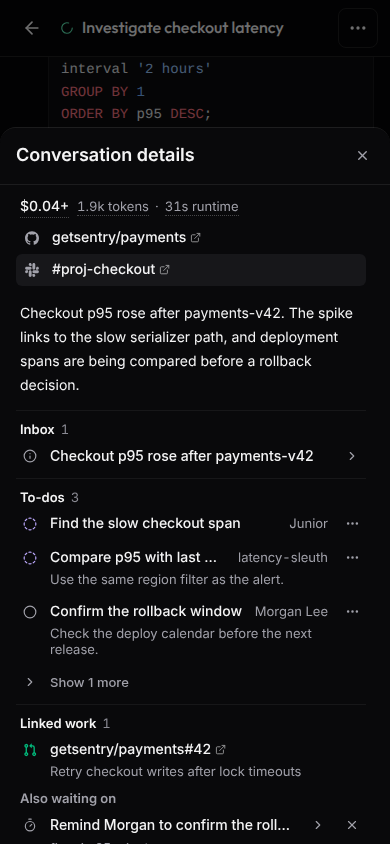 Investigate checkout latency
interval '2 hours'
GROUP BY 1
ORDER BY p95 DESC;
Conversation details
$0.04+ 1.9k tokens · 31s runtime
getsentry/payments
#proj-checkout
Checkout p95 rose after payments-v42. The spike
links to the slow serializer path, and deployment
spans are being compared before a rollback
decision.
Inbox 1
Checkout p95 rose after payments-v42
To-dos 3
Find the slow checkout span Junior
Compare p95 with last ... latency-sleuth
Use the same region filter as the alert.
Confirm the rollback window Morgan Lee
Check the deploy calendar before the next
release.
Show 1 more
Linked work 1
getsentry/payments#42
Retry checkout writes after lock timeouts
Also waiting on
Remind Morgan to confirm the roll...